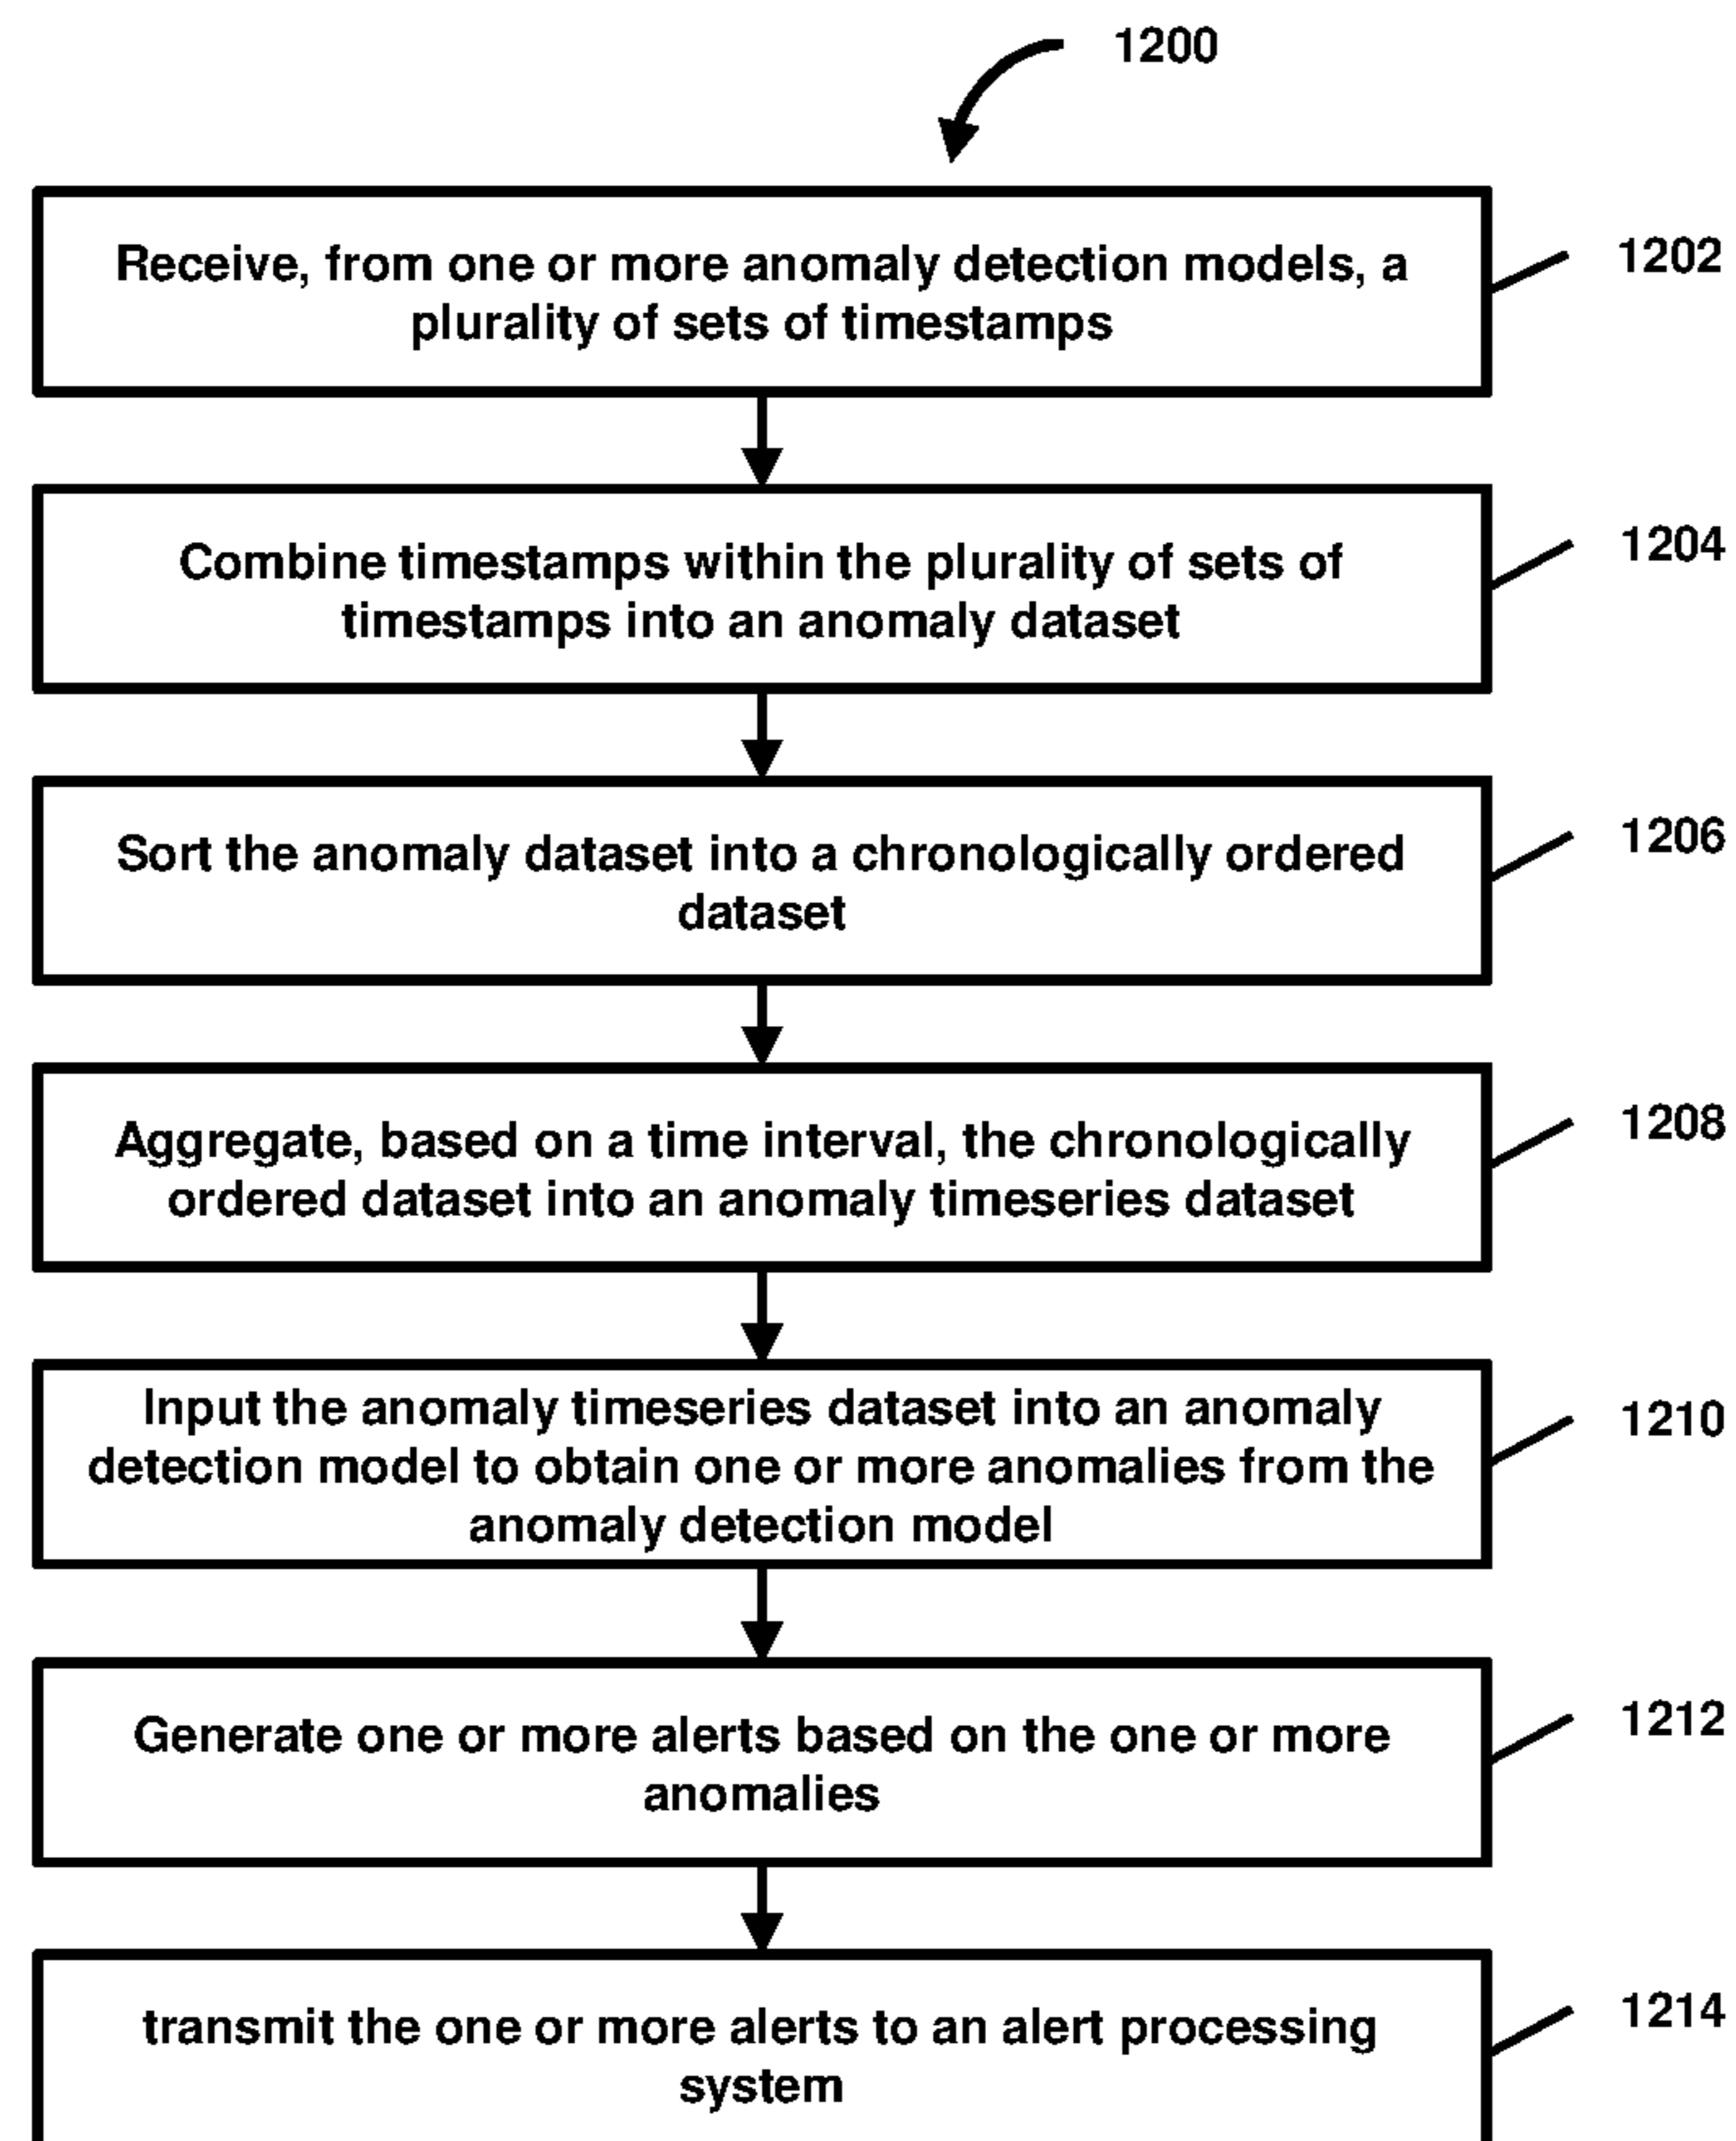 1200
Receive, from one or more anomaly detection models, a
plurality of sets of timestamps
1202
Combine timestamps within the plurality of sets of
timestamps into an anomaly dataset
1204
Sort the anomaly dataset into a chronologically ordered
dataset
1206
Aggregate, based on a time interval, the chronologically
ordered dataset into an anomaly timeseries dataset
1208
Input the anomaly timeseries dataset into an anomaly
detection model to obtain one or more anomalies from the
anomaly detection model
1210
Generate one or more alerts based on the one or more
anomalies
1212
transmit the one or more alerts to an alert processing
system
1214